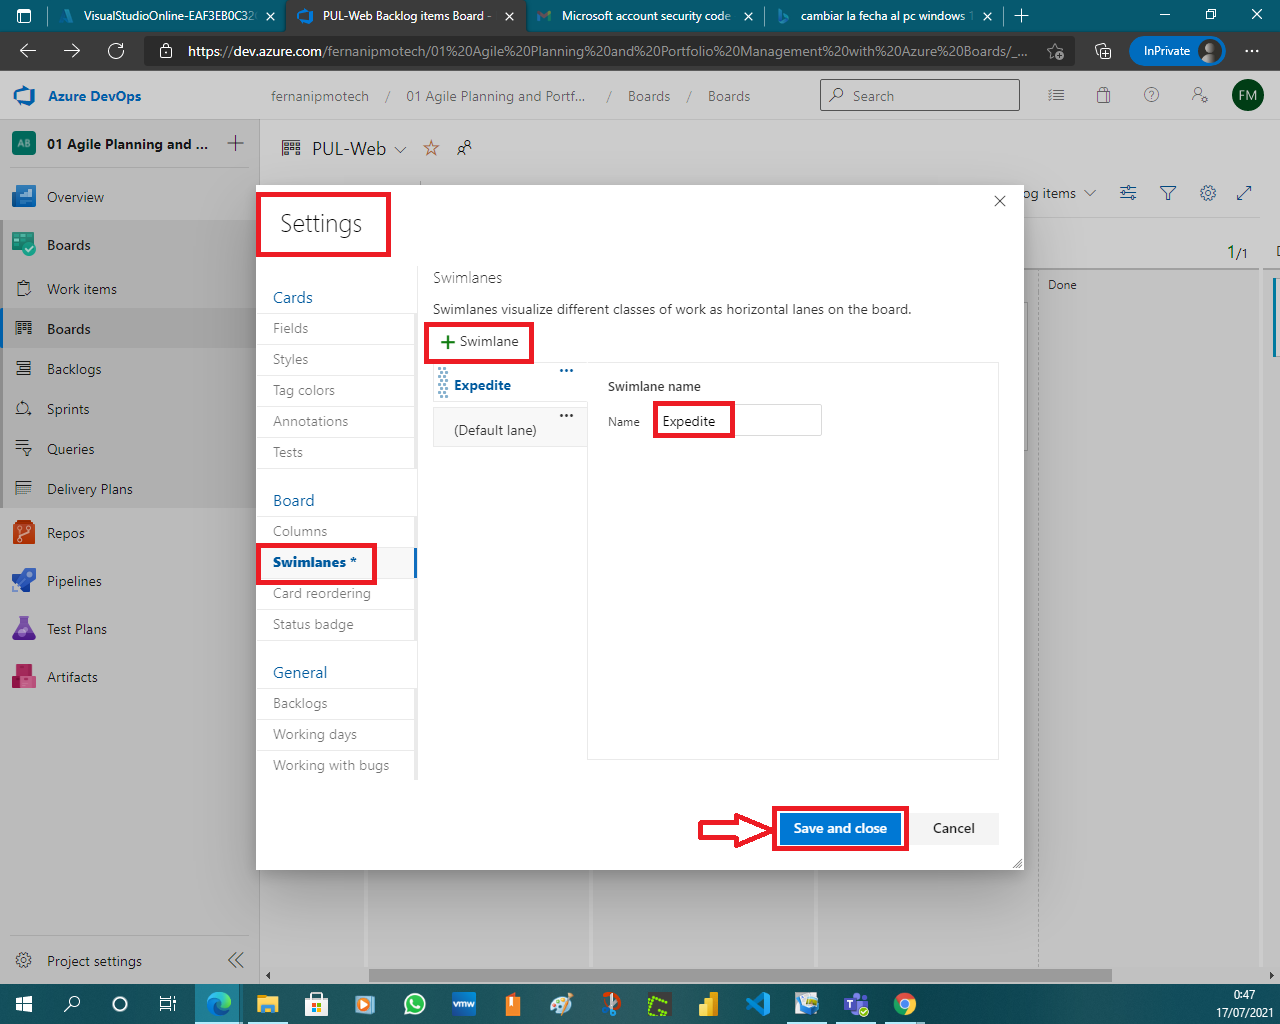 VisualStudioOnline-EAF3EB0C32
PUL-Web Backlog items Board -
Microsoft account security code
cambiar la fecha al pc windows 1
https://dev.azure.com/fernanipmotech/01%20Agile%20Planning%20and%20Portfolio%20Management%20with%20Azure%20Boards/_...
InPrivate
Azure DevOps
fernanipmotech / 01 Agile Planning and Portf... / Boards / Boards
Search
FM
AB
01 Agile Planning and ...
PUL-Web
Overview
Boards
Work items
Boards
Backlogs
Sprints
Queries
Delivery Plans
Repos
Pipelines
Test Plans
Artifacts
Project settings
og items
1/1
Done
Settings
Cards
Fields
Styles
Tag colors
Annotations
Tests
Board
Columns
Swimlanes *
Card reordering
Status badge
General
Backlogs
Working days
Working with bugs
Swimlanes
Swimlanes visualize different classes of work as horizontal lanes on the board.
+ Swimlane
Expedite
(Default lane)
Swimlane name
Name
Expedite
Save and close
Cancel
vmw
0:47
17/07/2021